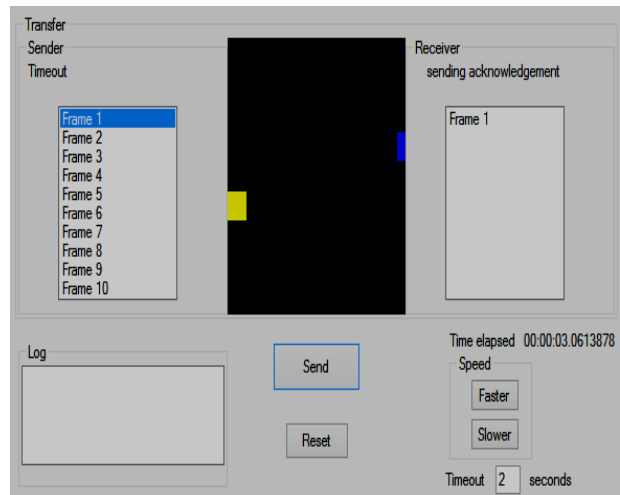 Transfer
Sender
Receiver
Timeout
sending acknowledgement
Frame 1
Frame 2
Frame 3
Frame 4
Frame 5
Frame 6
Frame 7
Frame 8
Frame 9
Frame 10
Frame 1
Time elapsed 00:00:03.0613878
Log
Send
Speed
Faster
Reset
Slower
Timeout 2 seconds